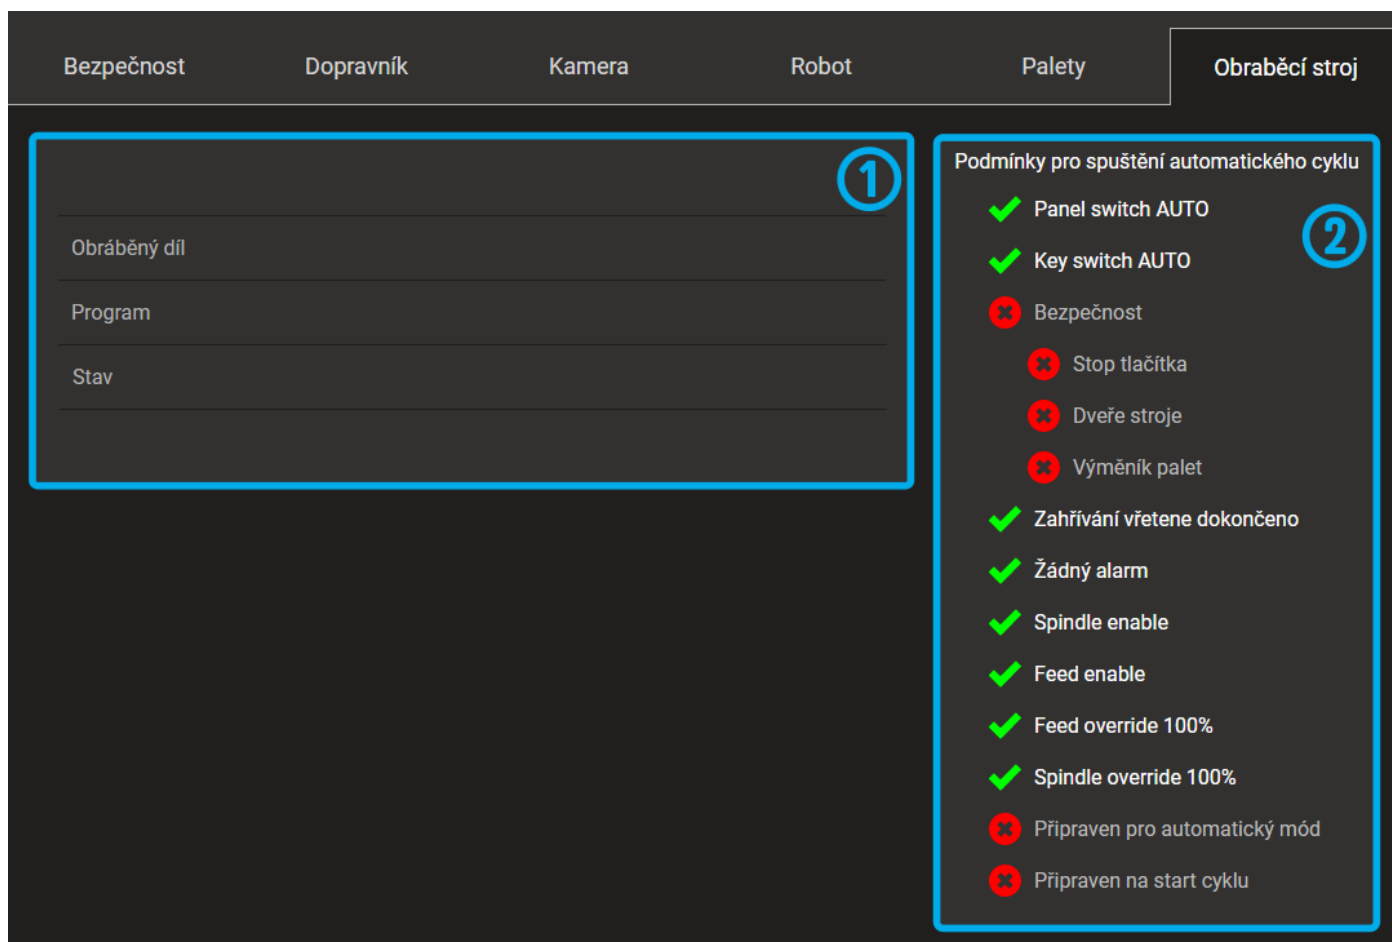 Bezpečnost
Dopravník
Kamera
Robot
Palety
Obraběcí stroj
1
Obráběný díl
Program
Stav
Podmínky pro spuštění automatického cyklu
2
Panel switch AUTO
Key switch AUTO
Bezpečnost
Stop tlačítka
Dveře stroje
Výměník palet
Zahřívání vřetene dokončeno
Žádný alarm
Spindle enable
Feed enable
Feed override 100%
Spindle override 100%
Připraven pro automatický mód
Připraven na start cyklu